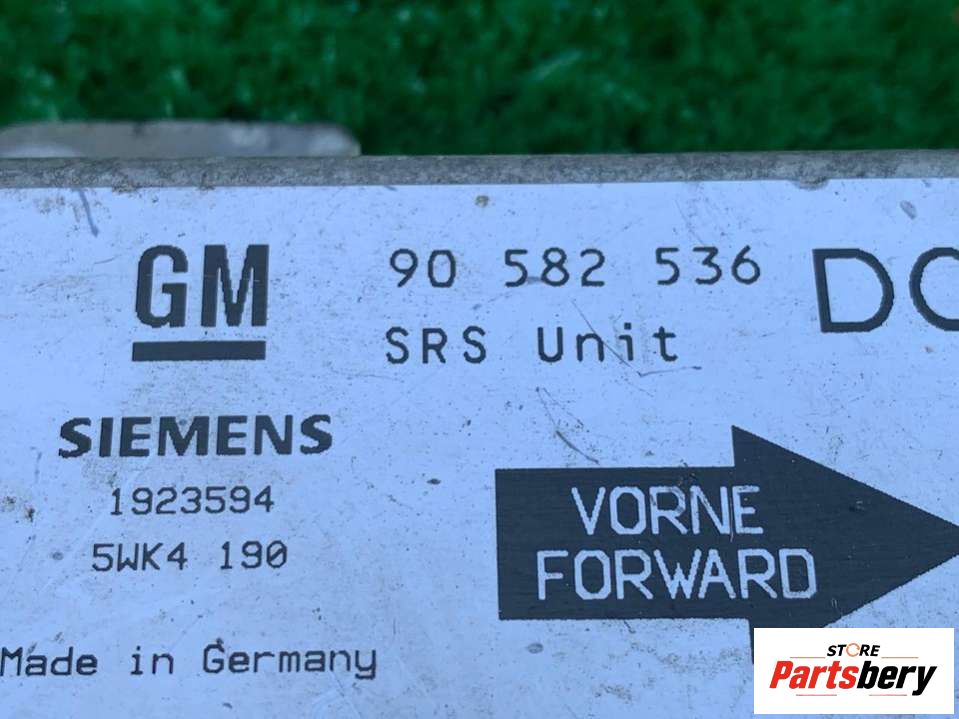 GM
90 582 536
SRS Unit
SIEMENS
1923594
5WK4 190
VORNE
FORWARD
Made in Germany
STORE
Partsbery